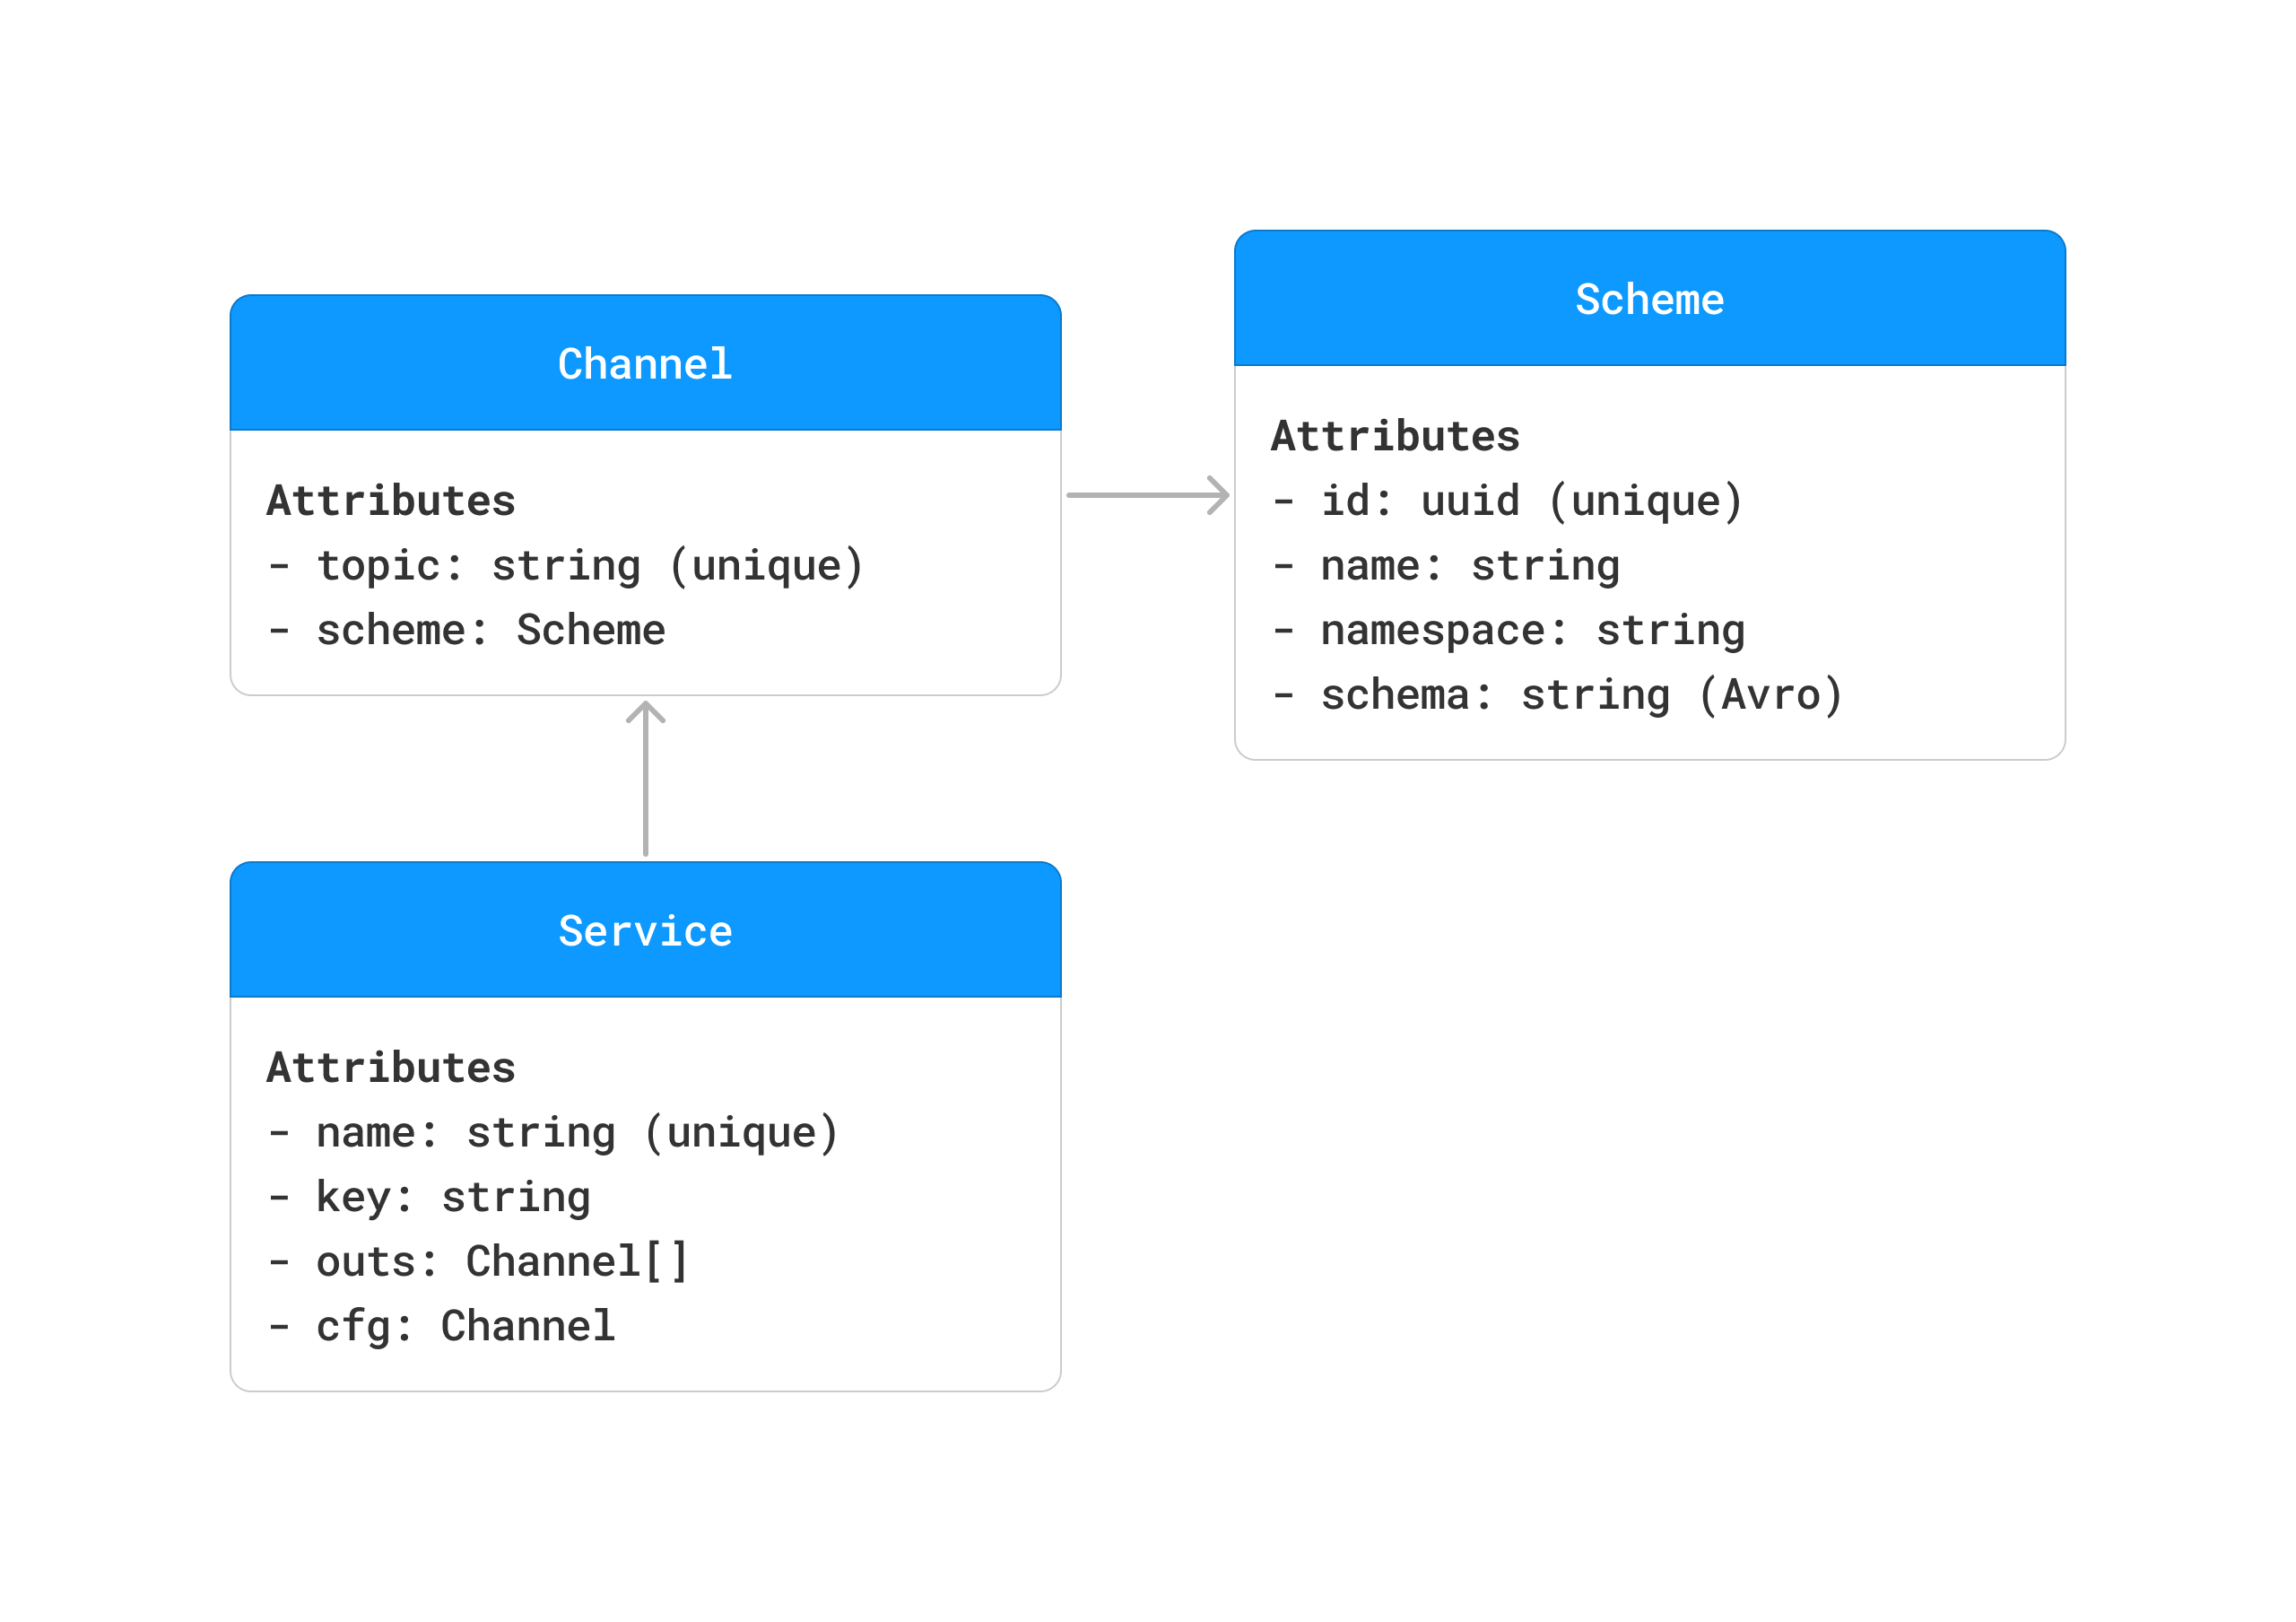 Channel
Attributes
- topic: string (unique)
- scheme: Scheme
Scheme
Attributes
- id: uuid (unique)
- name: string
- namespace: string
- schema: string (Avro)
Service
Attributes
- name: string (unique)
- key: string
- outs: Channel[]
- cfg: Channel